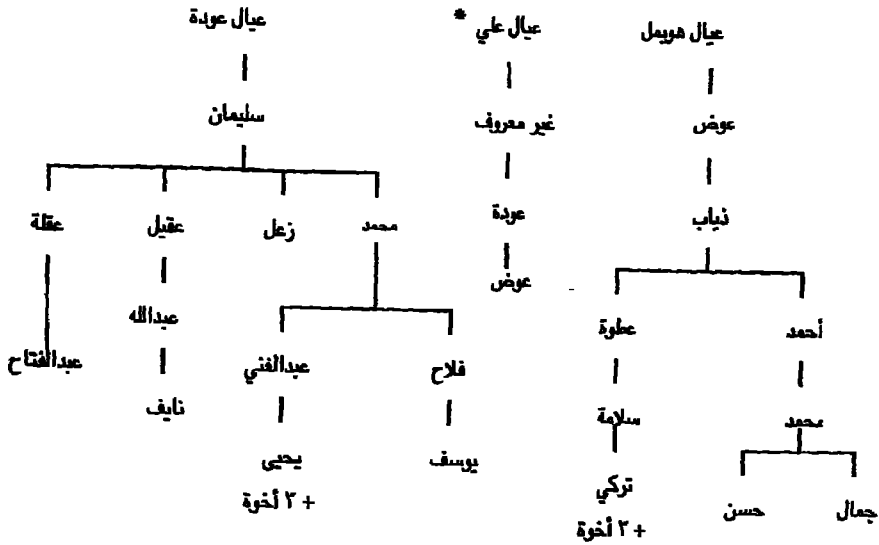 عيال هويمل
عيال علي *
عيال عودة
عوض
غير معروف
سليمان
ذياب
عودة
محمد
زعل
عقيل
عقلة
عوض
أحمد
عطوة
عبدالله
فلاح
عبدالغني
عبدالفتاح
محمد
سلامة
نايف
يوسف
يحيى
+ ٣ أخوة
جمال
حسن
تركي
+ ٢ أخوة